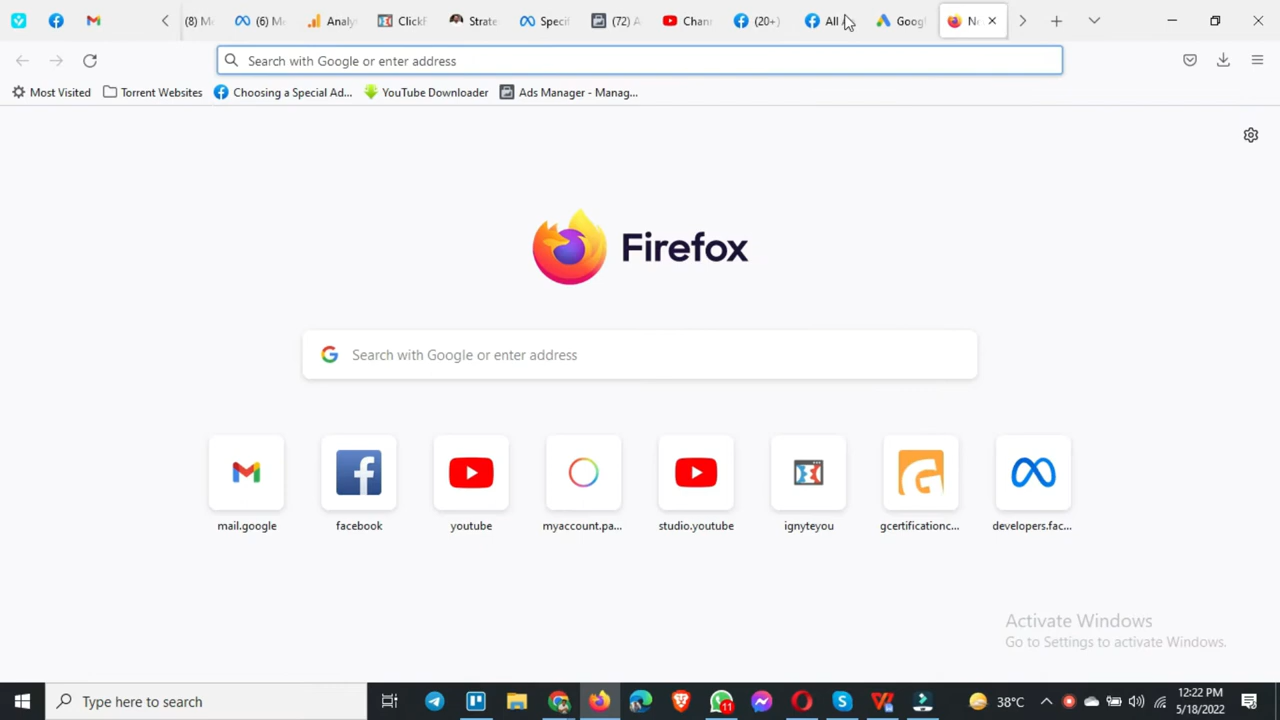 (8) M
(6) M
Analy
ClickF
Strate
Specif
(72) A
Chan
(20+)
All A
Goog
Ne
Search with Google or enter address
Most Visited
Torrent Websites
Choosing a Special Ad...
YouTube Downloader
Ads Manager - Manag...
Firefox
Search with Google or enter address
mail.google
facebook
youtube
myaccount.pa...
studio.youtube
ignyteyou
gcertificationc...
developers.fac...
Activate Windows
Go to Settings to activate Windows.
Type here to search
11
38°C
12:22 PM
5/18/2022